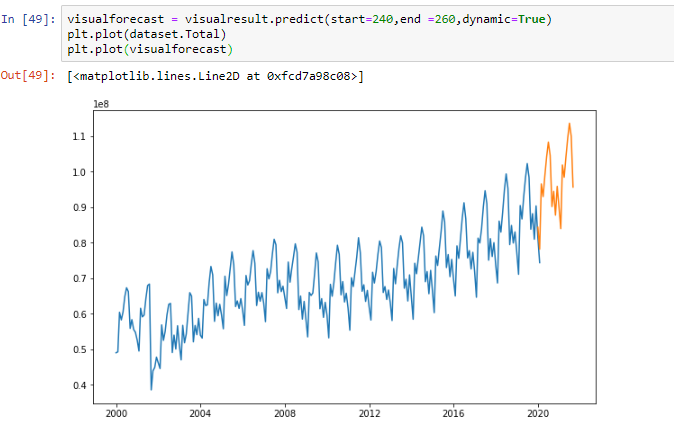 In [49]: visualforecast = visualresult.predict(start=240,end =260,dynamic=True)
plt.plot(dataset.Total)
plt.plot(visualforecast)
Out[49]: [<matplotlib.lines.Line2D at 0xfcd7a98c08>]
1e8
1.1
1.0
0.9
0.8
0.7
0.6
0.5
0.4
2000 2004 2008 2012 2016 2020